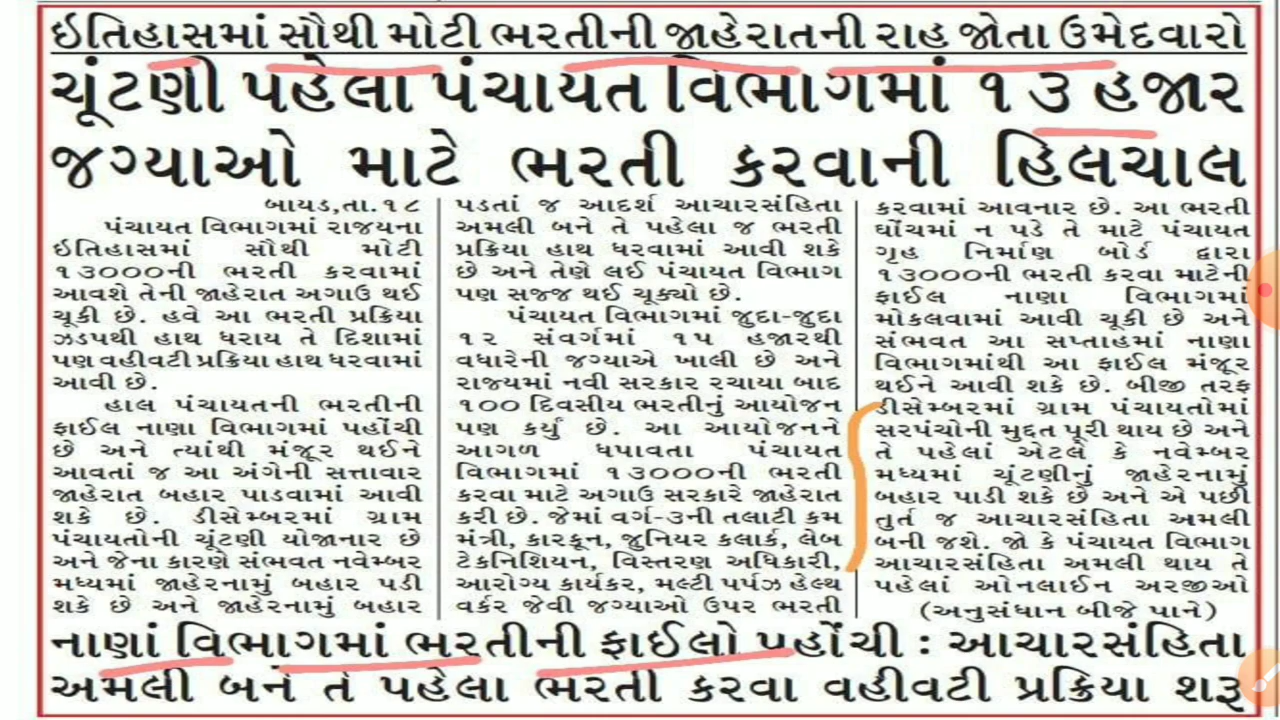 ઈતિહાસમાં સૌથી મોટી ભરતીની જાહેરાતની રાહ જોતા ઉમેદવારો
ચૂંટણી પહેલા પંચાયત વિભાગમાં ૧૩ હજાર
જગ્યાઓ માટે ભરતી કરવાની હિલચાલ
બાયડ,તા.૧૮
પંચાયત વિભાગમાં રાજયના
ઈતિહાસમાં સૌથી મોટી
૧૩૦૦૦ની ભરતી કરવામાં
આવશે તેની જાહેરાત અગાઉ થઈ
ચૂકી છે. હવે આ ભરતી પ્રક્રિયા
ઝડપથી હાથ ધરાય તે દિશામાં
પણ વહીવટી પ્રક્રિયા હાથ ધરવામાં
આવી છે.
હાલ પંચાયતની ભરતીની
ફાઈલ નાણા વિભાગમાં પહોંચી
છે અને ત્યાંથી મંજૂર થઈને
આવતાં જ આ અંગેની સત્તાવાર
જાહેરાત બહાર પાડવામાં આવી
શકે છે. ડીસેમ્બરમાં ગ્રામ
પંચાયતોની ચૂંટણી યોજાનાર છે
અને જેના કારણે સંભવત નવેમ્બર
મધ્યમાં જાહેરનામું બહાર પડી
શકે છે અને જાહેરનામું બહાર
પડતાં જ આદર્શ આચારસંહિતા
અમલી બને તે પહેલા જ ભરતી
પ્રક્રિયા હાથ ધરવામાં આવી શકે
છે અને તેણે લઈ પંચાયત વિભાગ
પણ સજ્જ થઈ ચૂક્યો છે.
પંચાયત વિભાગમાં જુદા-જુદા
૧૨ સંવર્ગમાં ૧૫ હજારથી
વધારેની જગ્યાએ ખાલી છે અને
રાજ્યમાં નવી સરકાર રચાયા બાદ
૧૦૦ દિવસીય ભરતીનું આયોજન
પણ કર્યું છે. આ આયોજનને
આગળ ધપાવતા પંચાયત
વિભાગમાં ૧૩૦૦૦ની ભરતી
કરવા માટે અગાઉ સરકારે જાહેરાત
કરી છે. જેમાં વર્ગ-૩ની તલાટી કમ
મંત્રી, કારકૂન, જુનિયર કલાર્ક, લેબ
ટેકનિશિયન, વિસ્તરણ અધિકારી,
આરોગ્ય કાર્યકર, મલ્ટી પર્પઝ હેલ્થ
વર્કર જેવી જગ્યાઓ ઉપર ભરતી
કરવામાં આવનાર છે. આ ભરતી
ઘોંચમાં ન પડે તે માટે પંચાયત
ગૃહ નિર્માણ બોર્ડ દ્વારા
૧૩૦૦૦ની ભરતી કરવા માટેની
ફાઈલ નાણા વિભાગમાં
મોકલવામાં આવી ચૂકી છે અને
સંભવત આ સપ્તાહમાં નાણા
વિભાગમાંથી આ ફાઈલ મંજૂર
થઈને આવી શકે છે. બીજી તરફ
ડીસેમ્બરમાં ગ્રામ પંચાયતોમાં
સરપંચોની મુદ્દત પૂરી થાય છે અને
તે પહેલાં એટલે કે નવેમ્બર
મધ્યમાં ચૂંટણીનું જાહેરનામું
બહાર પાડી શકે છે અને એ પછી
તુર્ત જ આચારસંહિતા અમલી
બની જશે. જો કે પંચાયત વિભાગ
આચારસંહિતા અમલી થાય તે
પહેલાં ઓનલાઈન અરજીઓ
(અનુસંધાન બીજે પાને)
નાણાં વિભાગમાં ભરતીની ફાઈલો પહોંચી : આચારસંહિતા
અમલી બને તે પહેલા ભરતી કરવા વહીવટી પ્રક્રિયા શરૂ